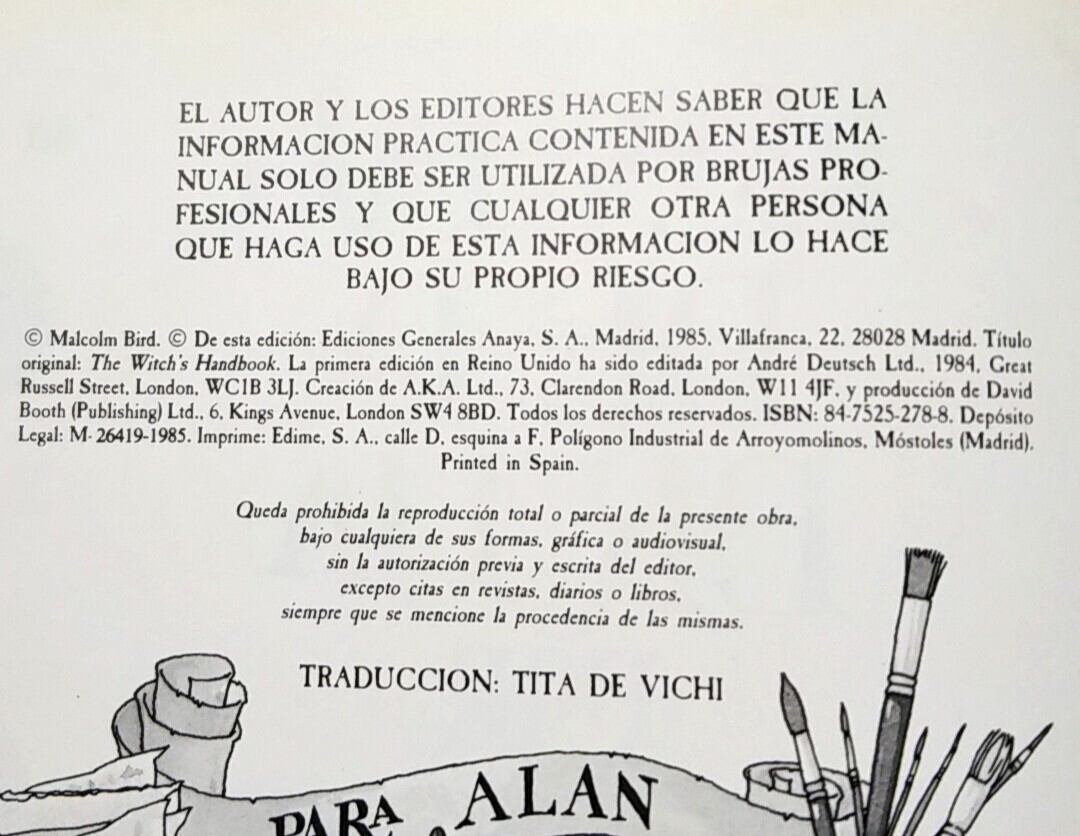 EL AUTOR Y LOS EDITORES HACEN SABER QUE LA
INFORMACION PRACTICA CONTENIDA EN ESTE MA-
NUAL SOLO DEBE SER UTILIZADA POR BRUJAS PRO-
FESIONALES Y QUE CUALQUIER OTRA PERSONA
QUE HAGA USO DE ESTA INFORMACION LO HACE
BAJO SU PROPIO RIESGO.
© Malcolm Bird. © De esta edición: Ediciones Generales Anaya, S. A., Madrid, 1985. Villafranca, 22, 28028 Madrid. Título
original: The Witch's Handbook. La primera edición en Reino Unido ha sido editada por André Deutsch Ltd., 1984, Great
Russell Street, London, WC1B 3LJ. Creación de A.K.A. Ltd., 73, Clarendon Road, London, W11 4JF, y producción de David
Booth (Publishing) Ltd., 6, Kings Avenue, London SW4 8BD. Todos los derechos reservados. ISBN: 84-7525-278-8. Depósito
Legal: M- 26419-1985. Imprime: Edime, S. A., calle D, esquina a F, Polígono Industrial de Arroyomolinos, Móstoles (Madrid).
Printed in Spain.
Queda prohibida la reproducción total o parcial de la presente obra,
bajo cualquiera de sus formas, gráfica o audiovisual,
sin la autorización previa y escrita del editor,
excepto citas en revistas, diarios o libros,
siempre que se mencione la procedencia de las mismas.
TRADUCCION: TITA DE VICHI
PARA ALAN